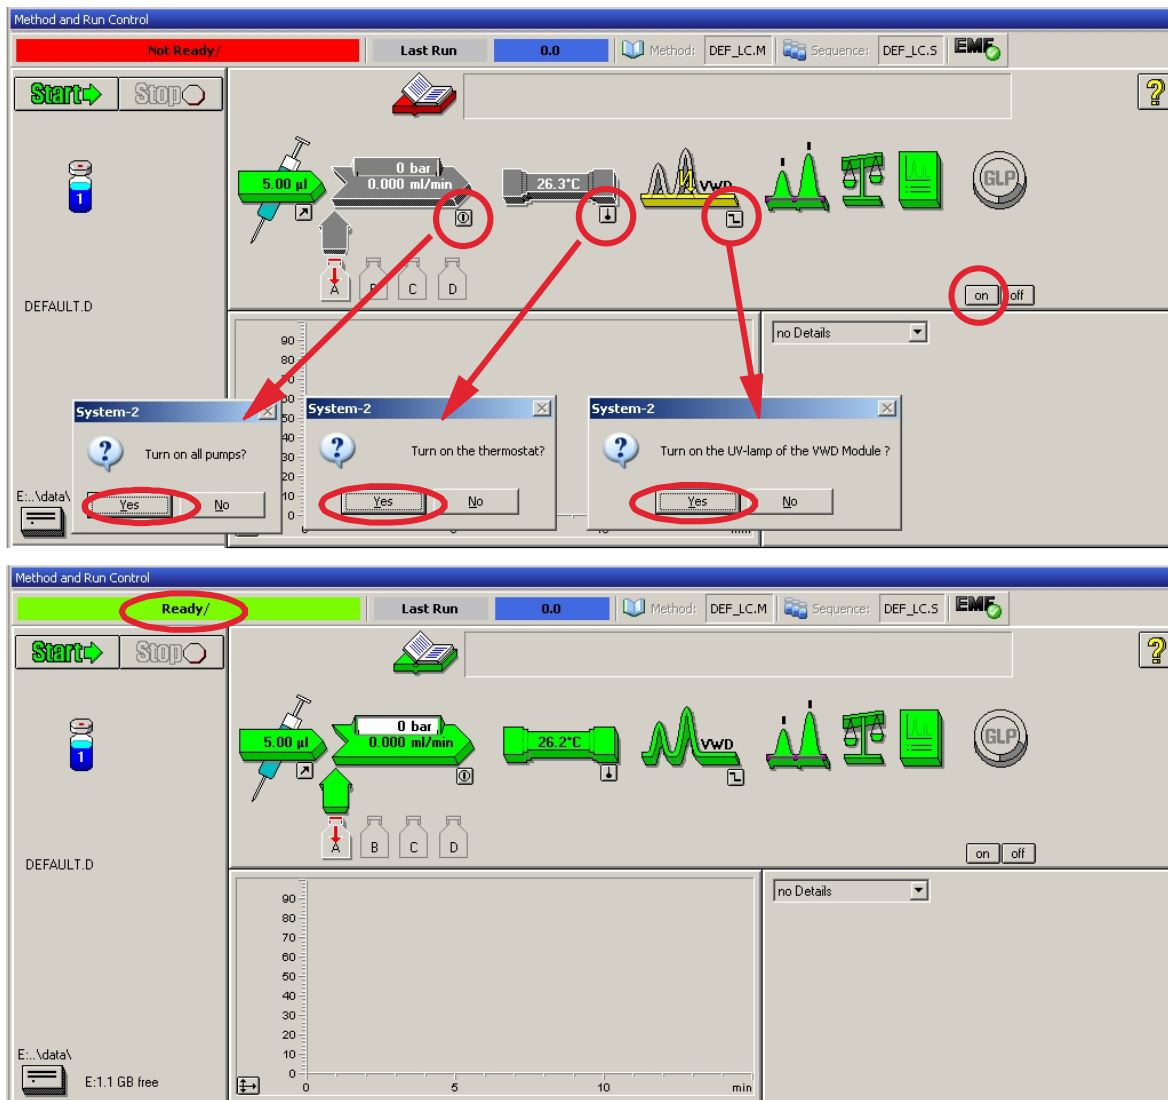 Method and Run Control
Not Ready/
Last Run
0.0
Method:
DEF_LC.M
Sequence:
DEF_LC.S
EMF
Start
Stop
?
1
5.00 µl
0 bar
0.000 ml/min
26.3°C
VWD
GLP
A
B
C
D
on
off
DEFAULT.D
no Details
90
80
70
50
40
30
20
10
0
System-2
Turn on all pumps?
Yes
No
System-2
Turn on the thermostat?
Yes
No
System-2
Turn on the UV-lamp of the VWD Module ?
Yes
No
E:..\data\
5
10
min
Method and Run Control
Ready/
Last Run
0.0
Method:
DEF_LC.M
Sequence:
DEF_LC.S
EMF
Start
Stop
?
1
5.00 µl
0 bar
0.000 ml/min
26.2°C
VWD
GLP
A
B
C
D
on
off
DEFAULT.D
no Details
90
80
70
60
50
40
30
20
10
0
0
5
10
min
E:..\data\
E:1.1 GB free